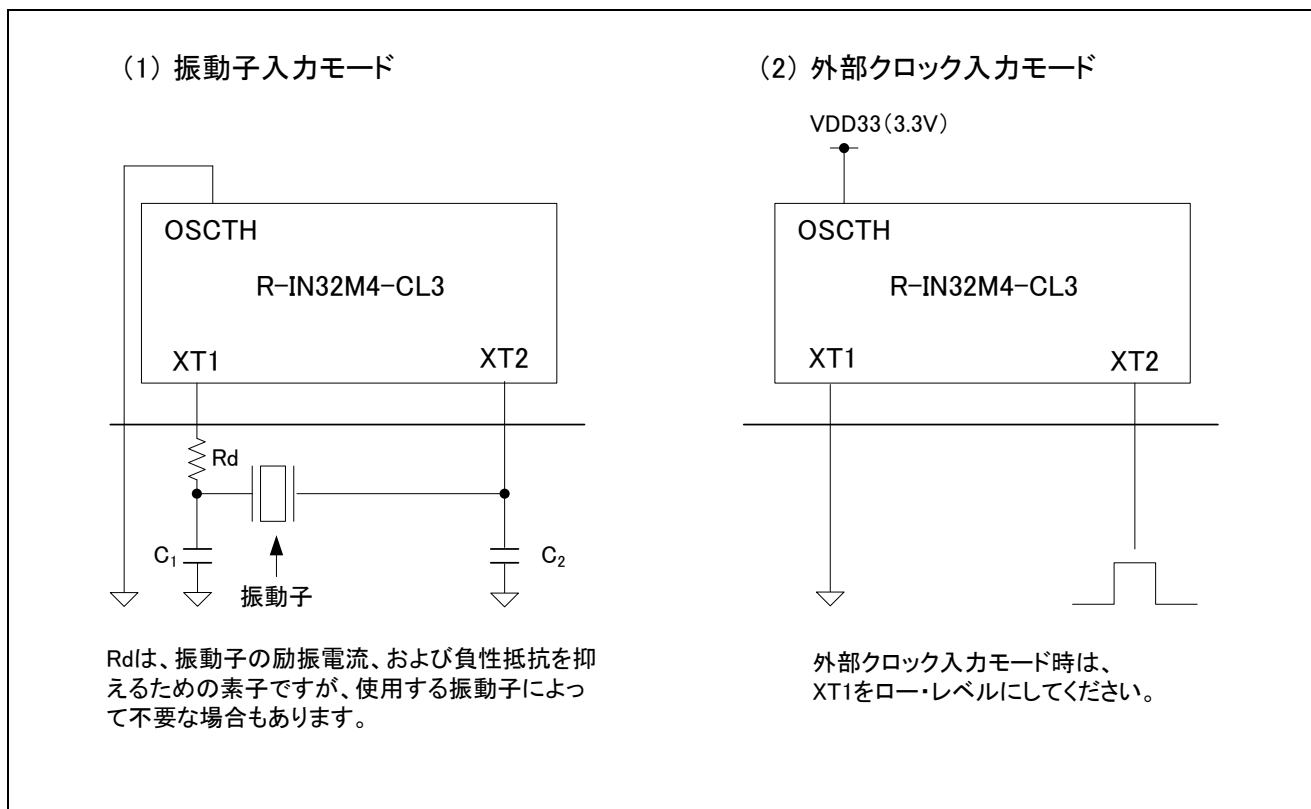 (1) 振動子入力モード
OSCTH
R-IN32M4-CL3
XT1
XT2
Rd
C1
C2
振動子
Rdは、振動子の励振電流、および負性抵抗を抑
えるための素子ですが、使用する振動子によっ
て不要な場合もあります。
(2) 外部クロック入力モード
VDD33(3.3V)
OSCTH
R-IN32M4-CL3
XT1
XT2
外部クロック入力モード時は、
XT1をロー・レベルにしてください。